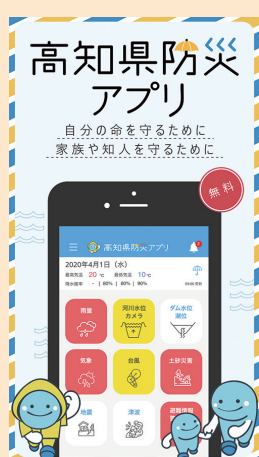 高知県防災
アプリ
自分の命を守るために
家族や知人を守るために
無料
高知県防災アプリ
2020年4月1日（水）
最高気温 20 ℃ 最低気温 10℃
降水確率 - | 60% | 80% | 90%
雨量
河川水位
カメラ
ダム水位
潮位
気象
台風
土砂災害
地震
津波
避難情報